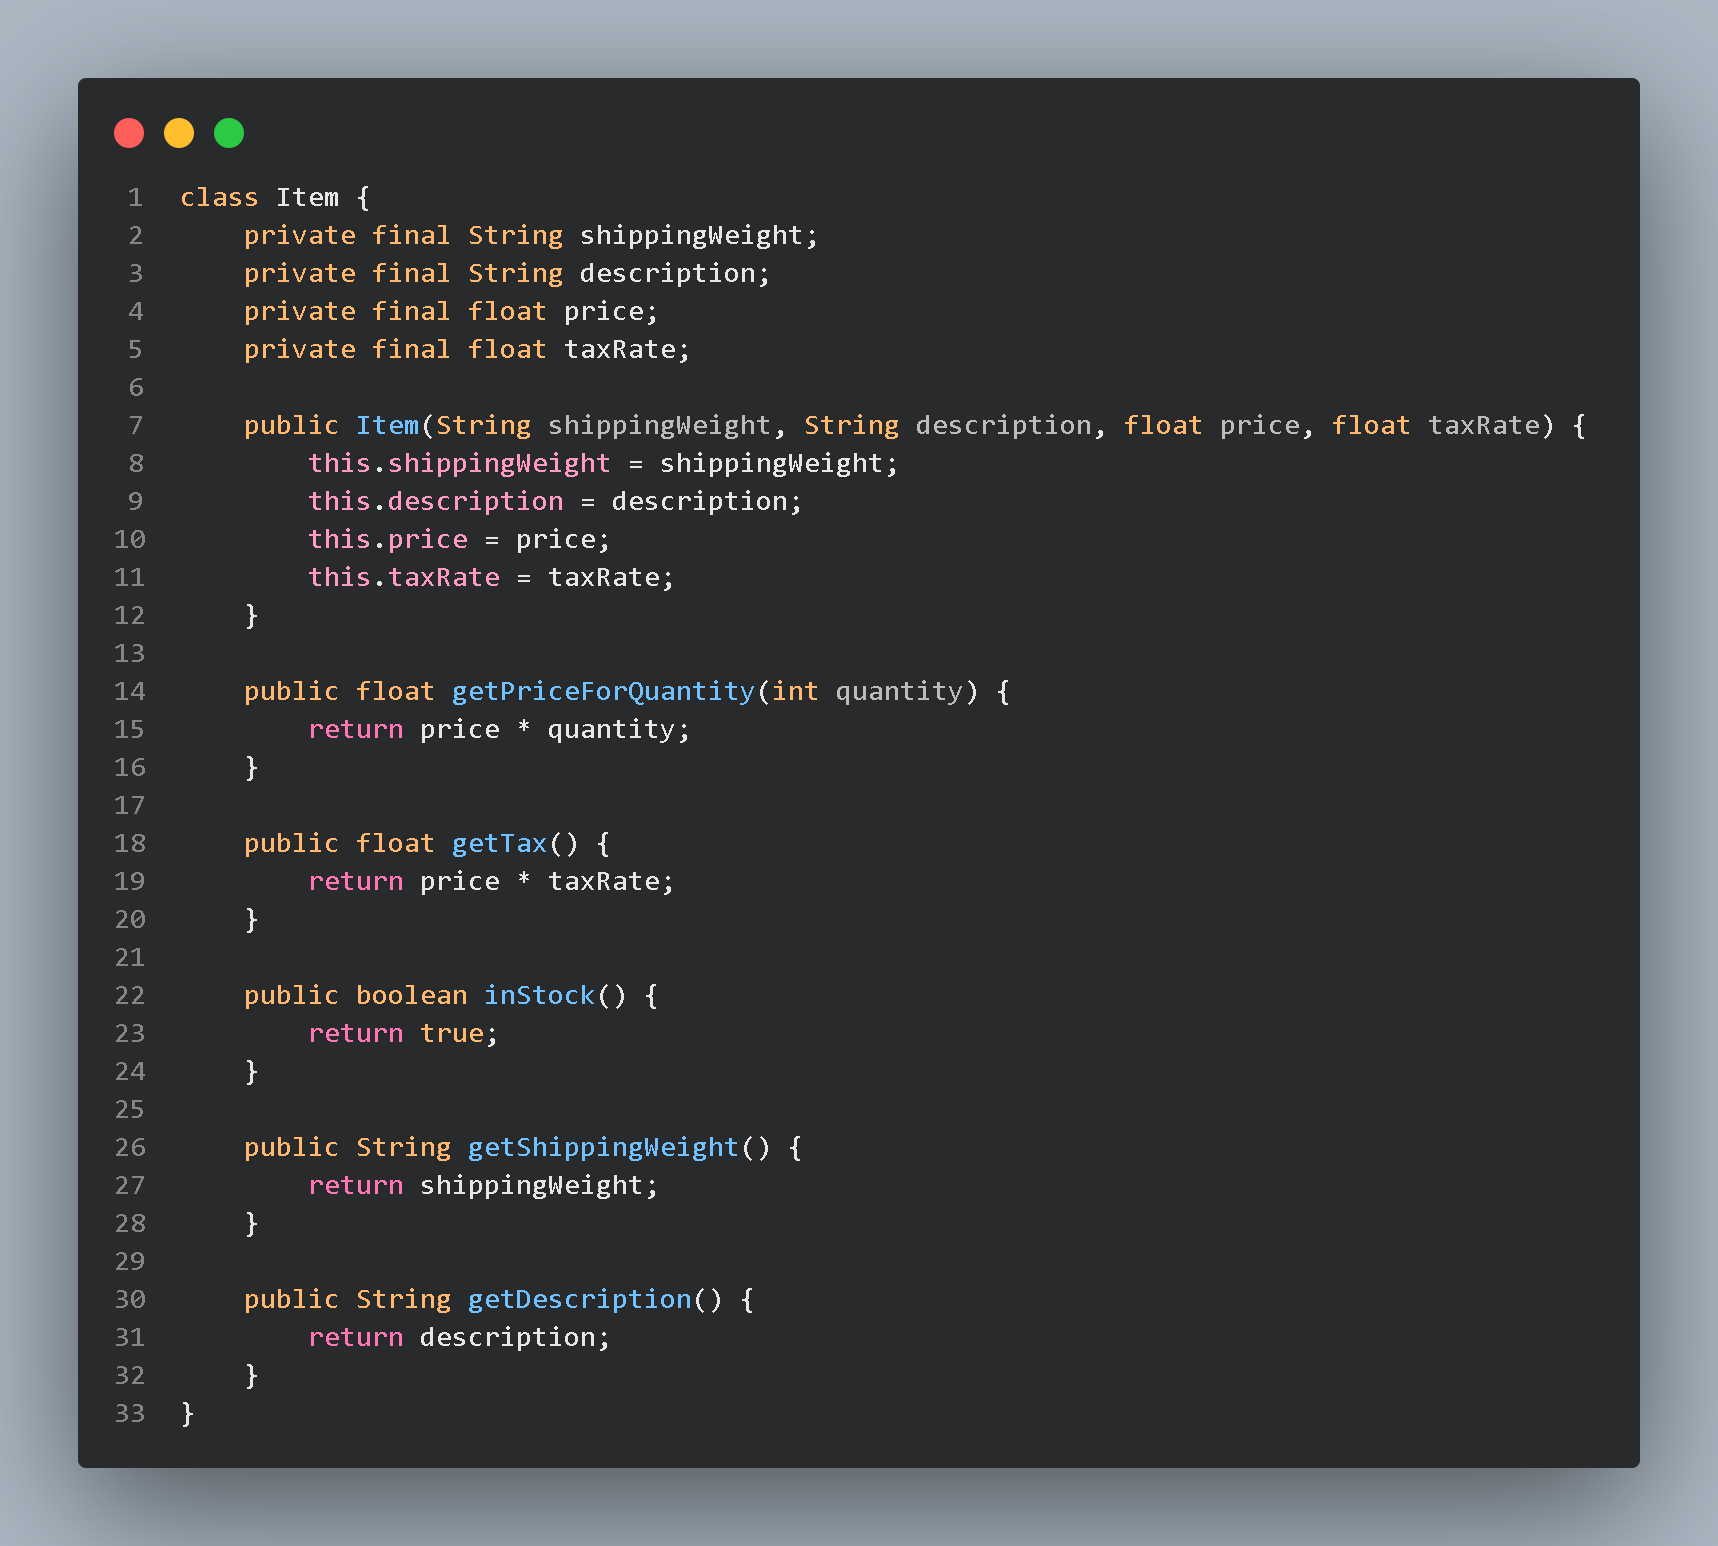 1 class Item {
2     private final String shippingWeight;
3     private final String description;
4     private final float price;
5     private final float taxRate;
6
7     public Item(String shippingWeight, String description, float price, float taxRate) {
8         this.shippingWeight = shippingWeight;
9         this.description = description;
10         this.price = price;
11         this.taxRate = taxRate;
12     }
13
14     public float getPriceForQuantity(int quantity) {
15         return price * quantity;
16     }
17
18     public float getTax() {
19         return price * taxRate;
20     }
21
22     public boolean inStock() {
23         return true;
24     }
25
26     public String getShippingWeight() {
27         return shippingWeight;
28     }
29
30     public String getDescription() {
31         return description;
32     }
33 }